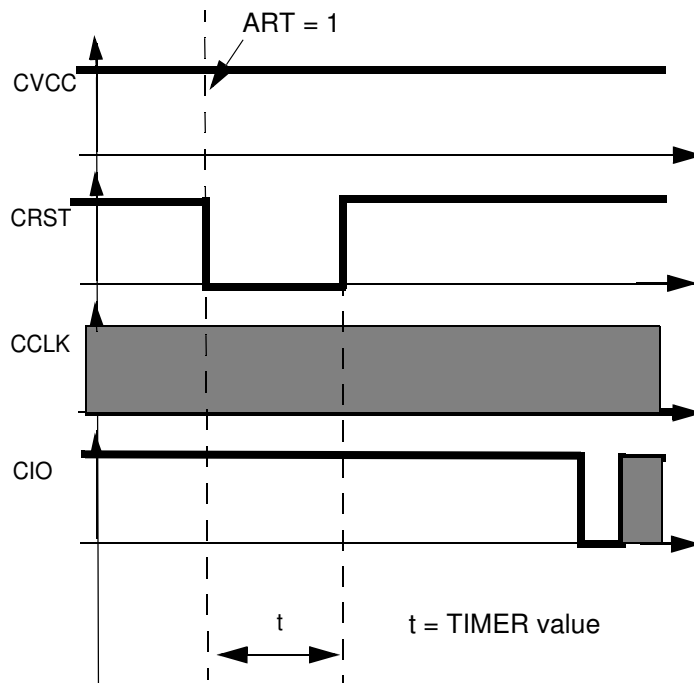 ART = 1
CVCC
CRST
CCLK
CIO
t
t = TIMER value